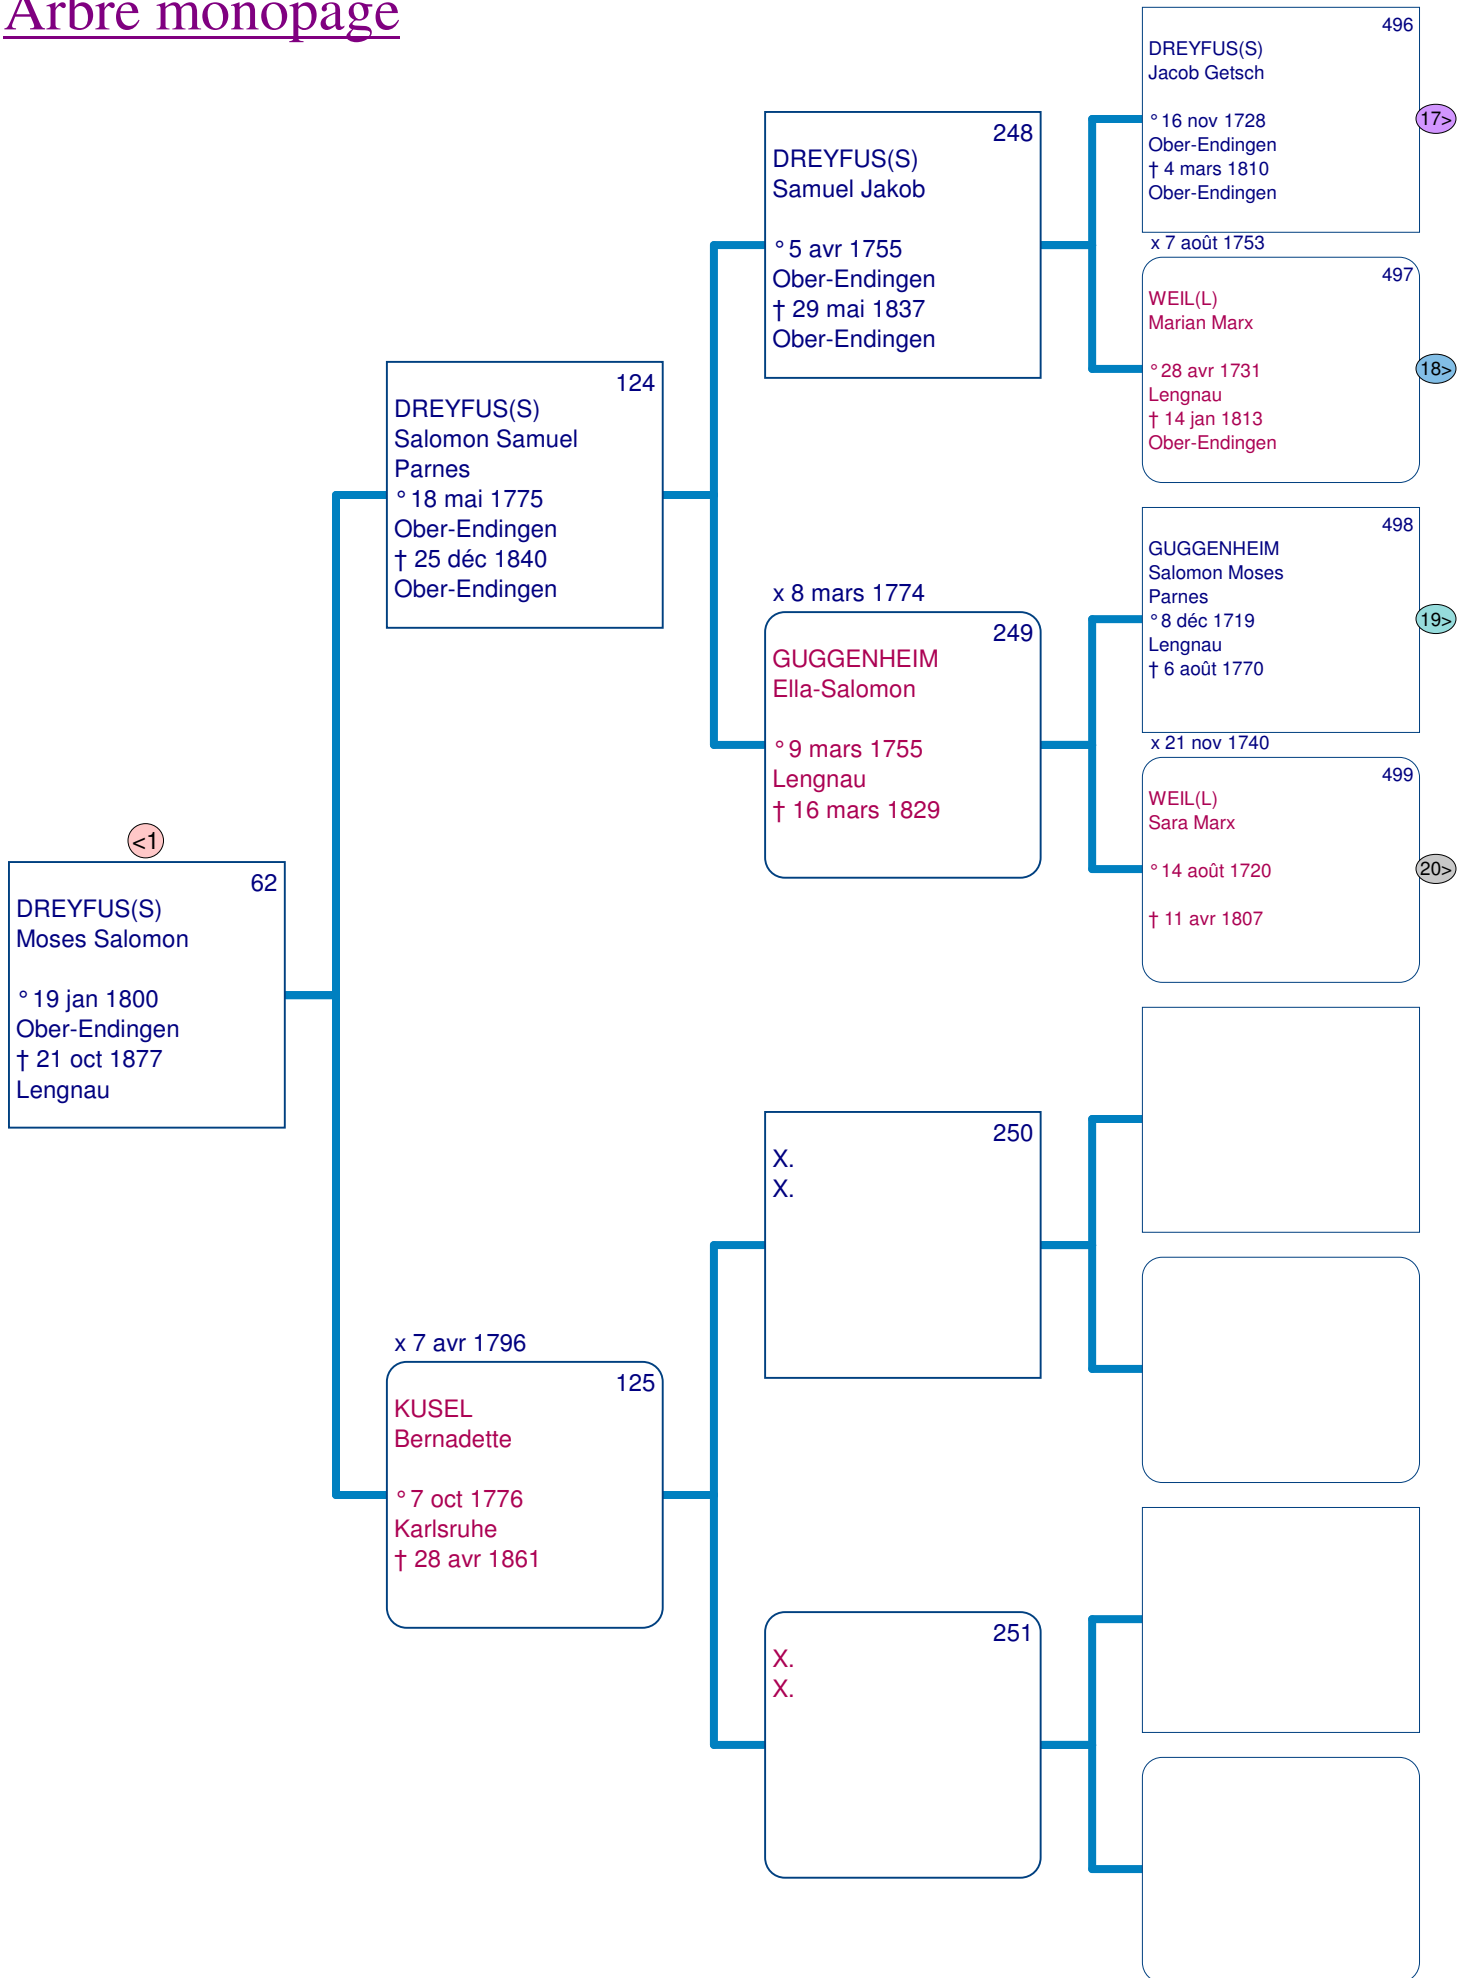 Arbre monopage
<1
62
DREYFUS(S)
Moses Salomon
° 19 jan 1800
Ober-Endingen
† 21 oct 1877
Lengnau
124
DREYFUS(S)
Salomon Samuel
Parnes
° 18 mai 1775
Ober-Endingen
† 25 déc 1840
Ober-Endingen
x 7 avr 1796
125
KUSEL
Bernadette
° 7 oct 1776
Karlsruhe
† 28 avr 1861
248
DREYFUS(S)
Samuel Jakob
° 5 avr 1755
Ober-Endingen
† 29 mai 1837
Ober-Endingen
x 8 mars 1774
249
GUGGENHEIM
Ella-Salomon
° 9 mars 1755
Lengnau
† 16 mars 1829
250
X.
X.
251
X.
X.
496
DREYFUS(S)
Jacob Getsch
° 16 nov 1728
Ober-Endingen
† 4 mars 1810
Ober-Endingen
17>
x 7 août 1753
497
WEIL(L)
Marian Marx
° 28 avr 1731
Lengnau
† 14 jan 1813
Ober-Endingen
18>
498
GUGGENHEIM
Salomon Moses
Parnes
° 8 déc 1719
Lengnau
† 6 août 1770
19>
x 21 nov 1740
499
WEIL(L)
Sara Marx
° 14 août 1720
† 11 avr 1807
20>